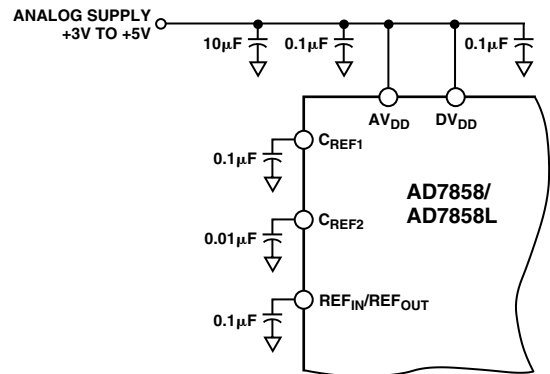 ANALOG SUPPLY
+3V TO +5V
10μF
0.1μF
0.1μF
AVDD
DVDD
CREF1
0.1μF
AD7858/
AD7858L
CREF2
0.01μF
REFIN/REFOUT
0.1μF